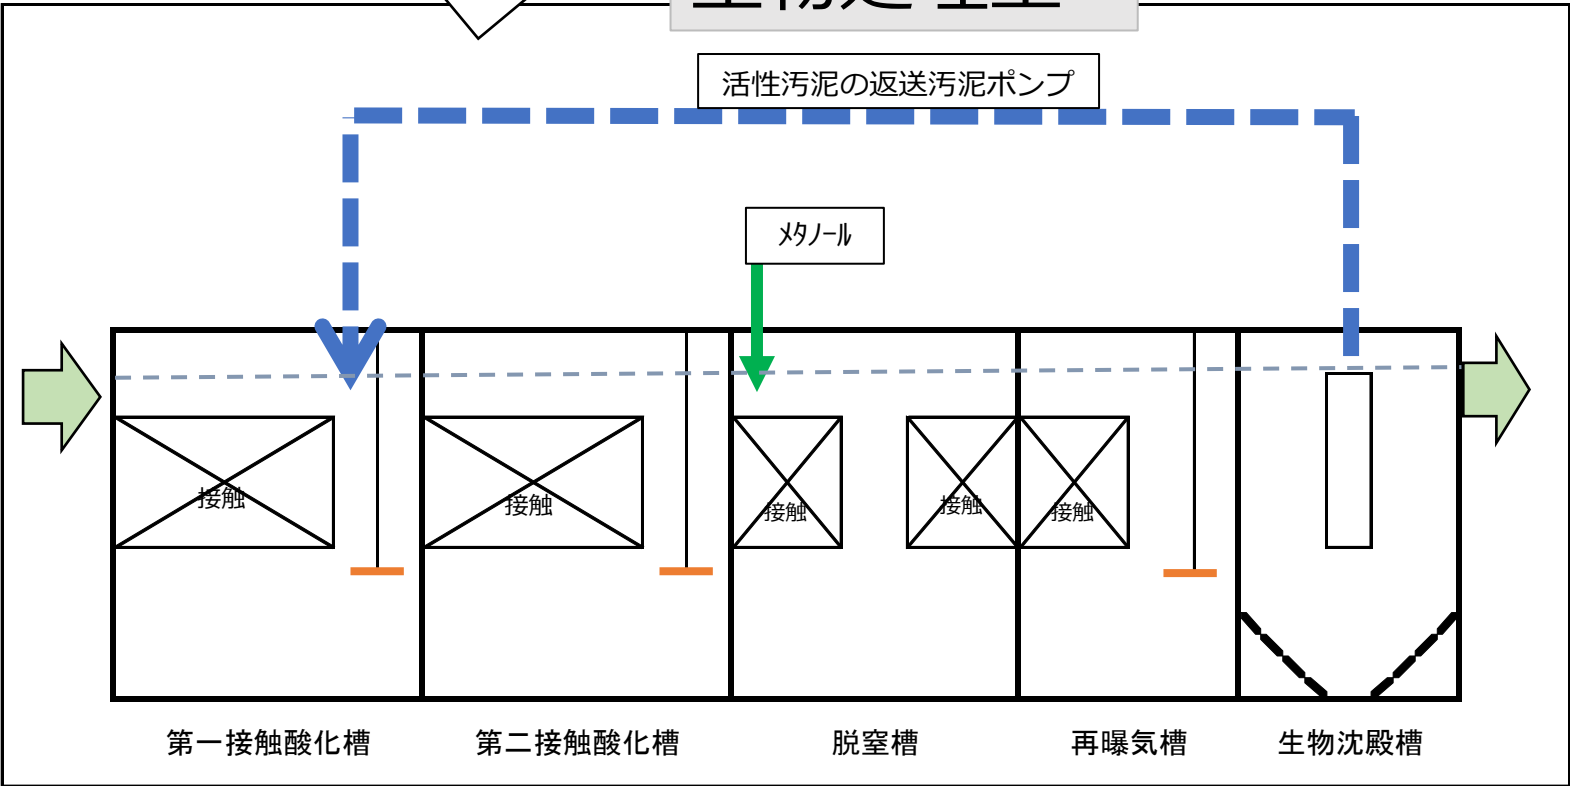 活性汚泥の返送汚泥ポンプ
ﾒﾀﾉｰﾙ
接触
接触
接触
接触
接触
第一接触酸化槽
第二接触酸化槽
脱窒槽
再曝気槽
生物沈殿槽